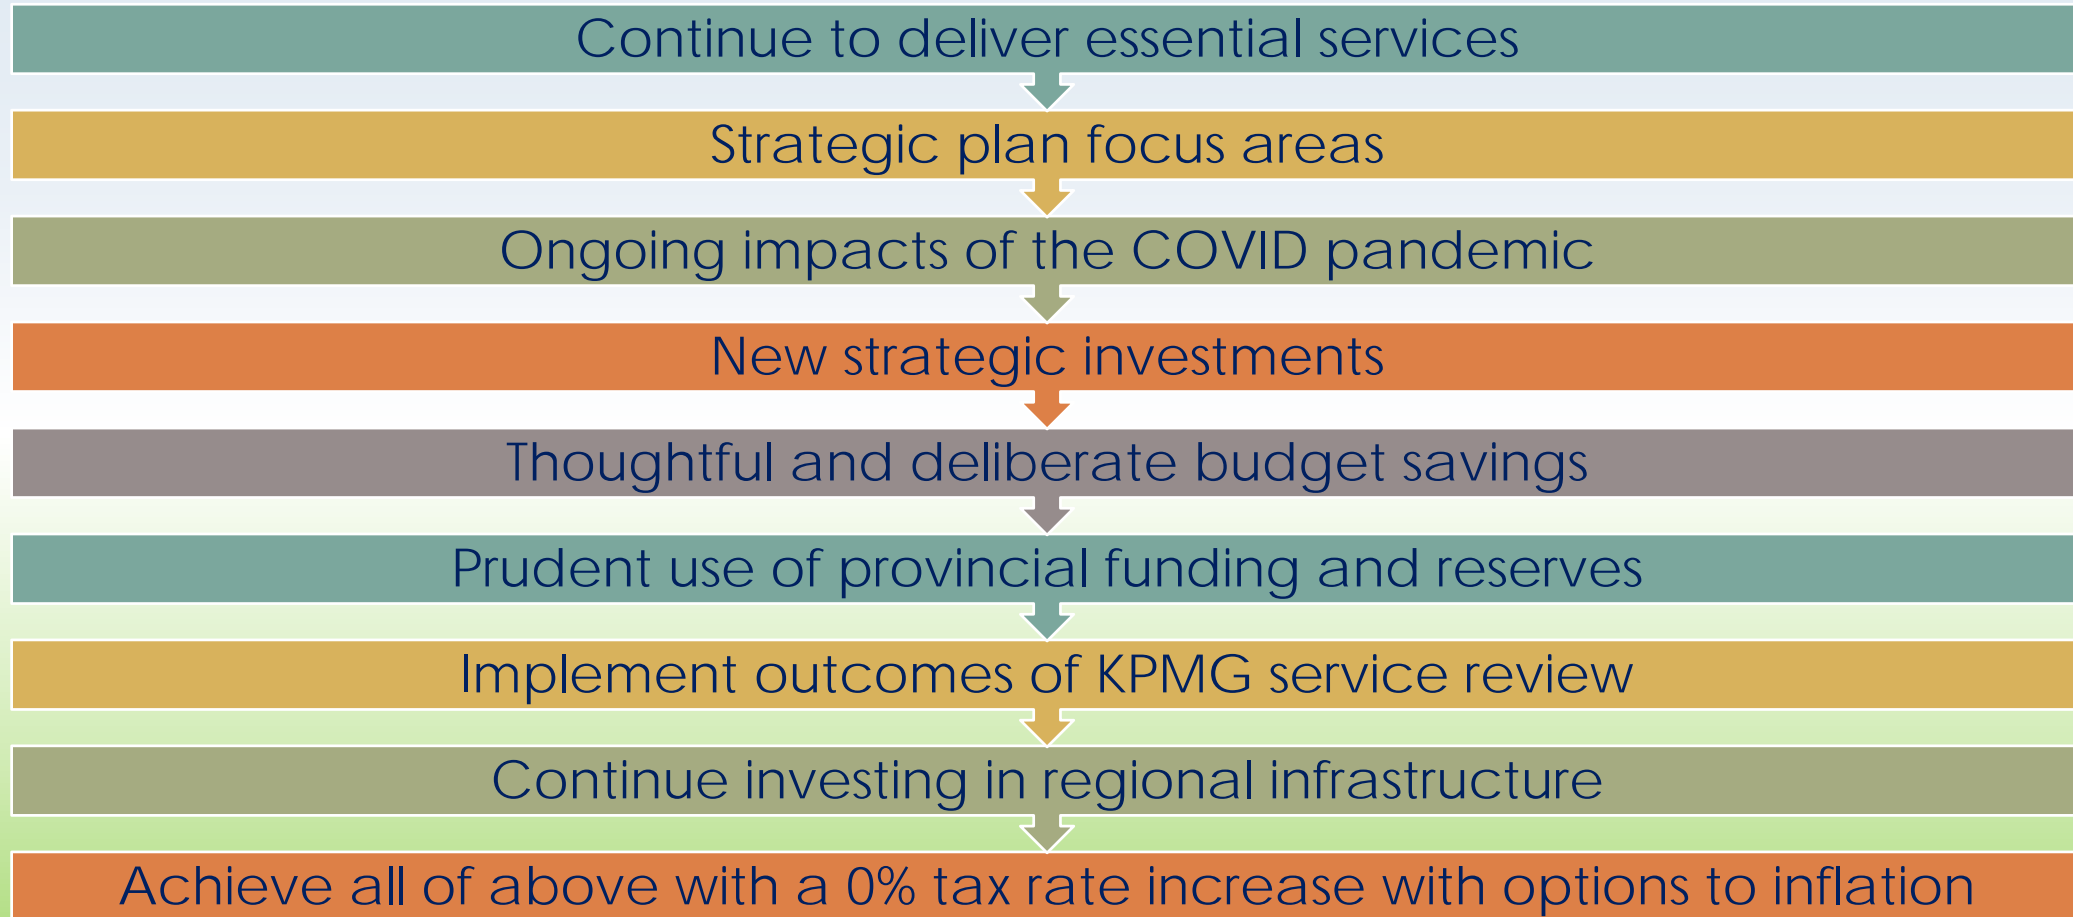 Continue to deliver essential services
Strategic plan focus areas
Ongoing impacts of the COVID pandemic
New strategic investments
Thoughtful and deliberate budget savings
Prudent use of provincial funding and reserves
Implement outcomes of KPMG service review
Continue investing in regional infrastructure
Achieve all of above with a 0% tax rate increase with options to inflation